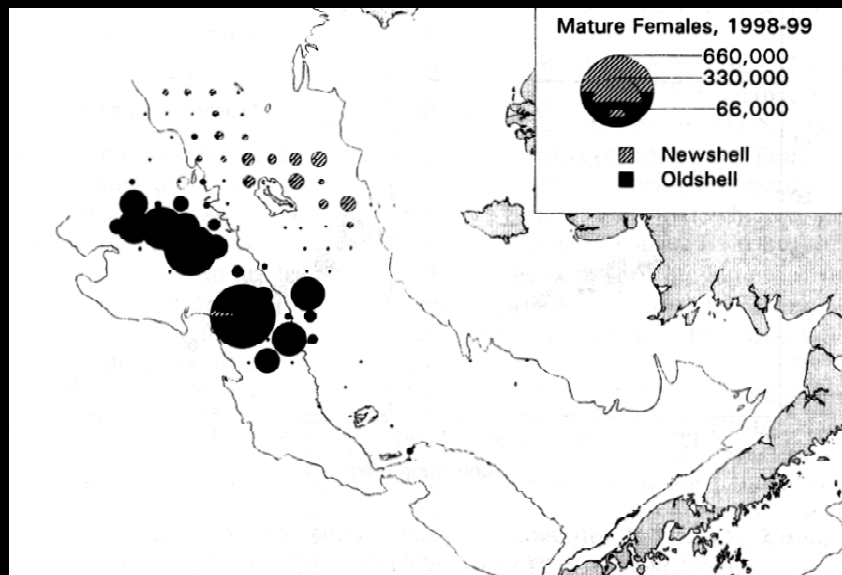 Mature Females, 1998-99
660,000
330,000
66,000
Newshell
Oldshell